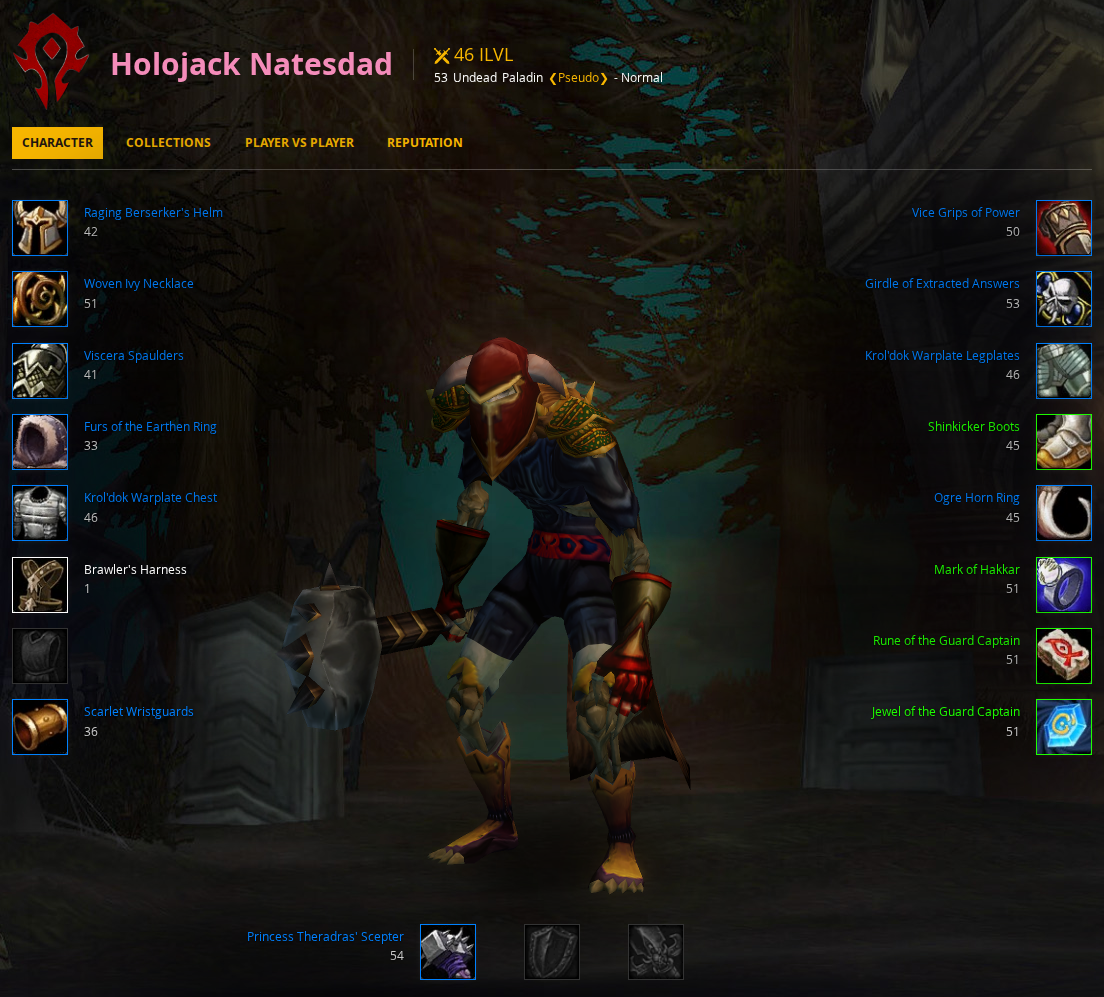 Holojack Natesdad
46 ILVL
53 Undead Paladin ❮Pseudo❯ - Normal
CHARACTER
COLLECTIONS
PLAYER VS PLAYER
REPUTATION
Raging Berserker's Helm
42
Woven Ivy Necklace
51
Viscera Spaulders
41
Furs of the Earthen Ring
33
Krol'dok Warplate Chest
46
Brawler's Harness
1
Scarlet Wristguards
36
Vice Grips of Power
50
Girdle of Extracted Answers
53
Krol'dok Warplate Legplates
46
Shinkicker Boots
45
Ogre Horn Ring
45
Mark of Hakkar
51
Rune of the Guard Captain
51
Jewel of the Guard Captain
51
Princess Theradras' Scepter
54